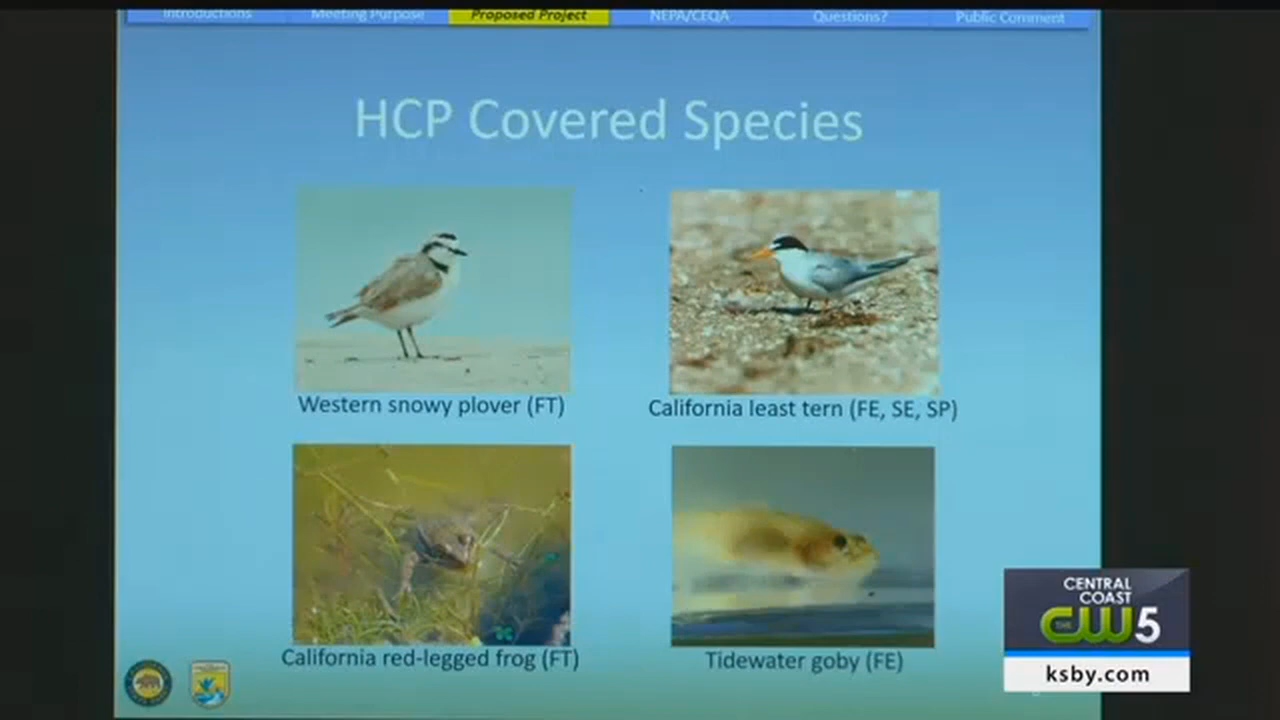 Introductions
Meeting Purpose
Proposed Project
NEPA/CEQA
Questions?
Public Comment
HCP Covered Species
Western snowy plover (FT)
California least tern (FE, SE, SP)
California red-legged frog (FT)
Tidewater goby (FE)
CENTRAL
COAST
THE CW 5
ksby.com